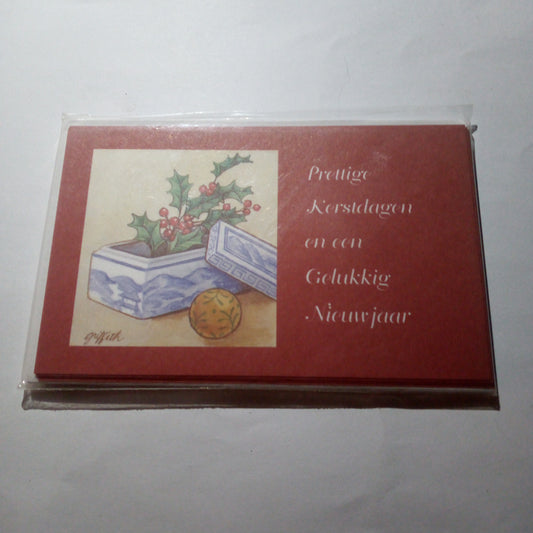 Prettige
Kerstdagen
en een
Gelukkig
Nieuwjaar
griffith